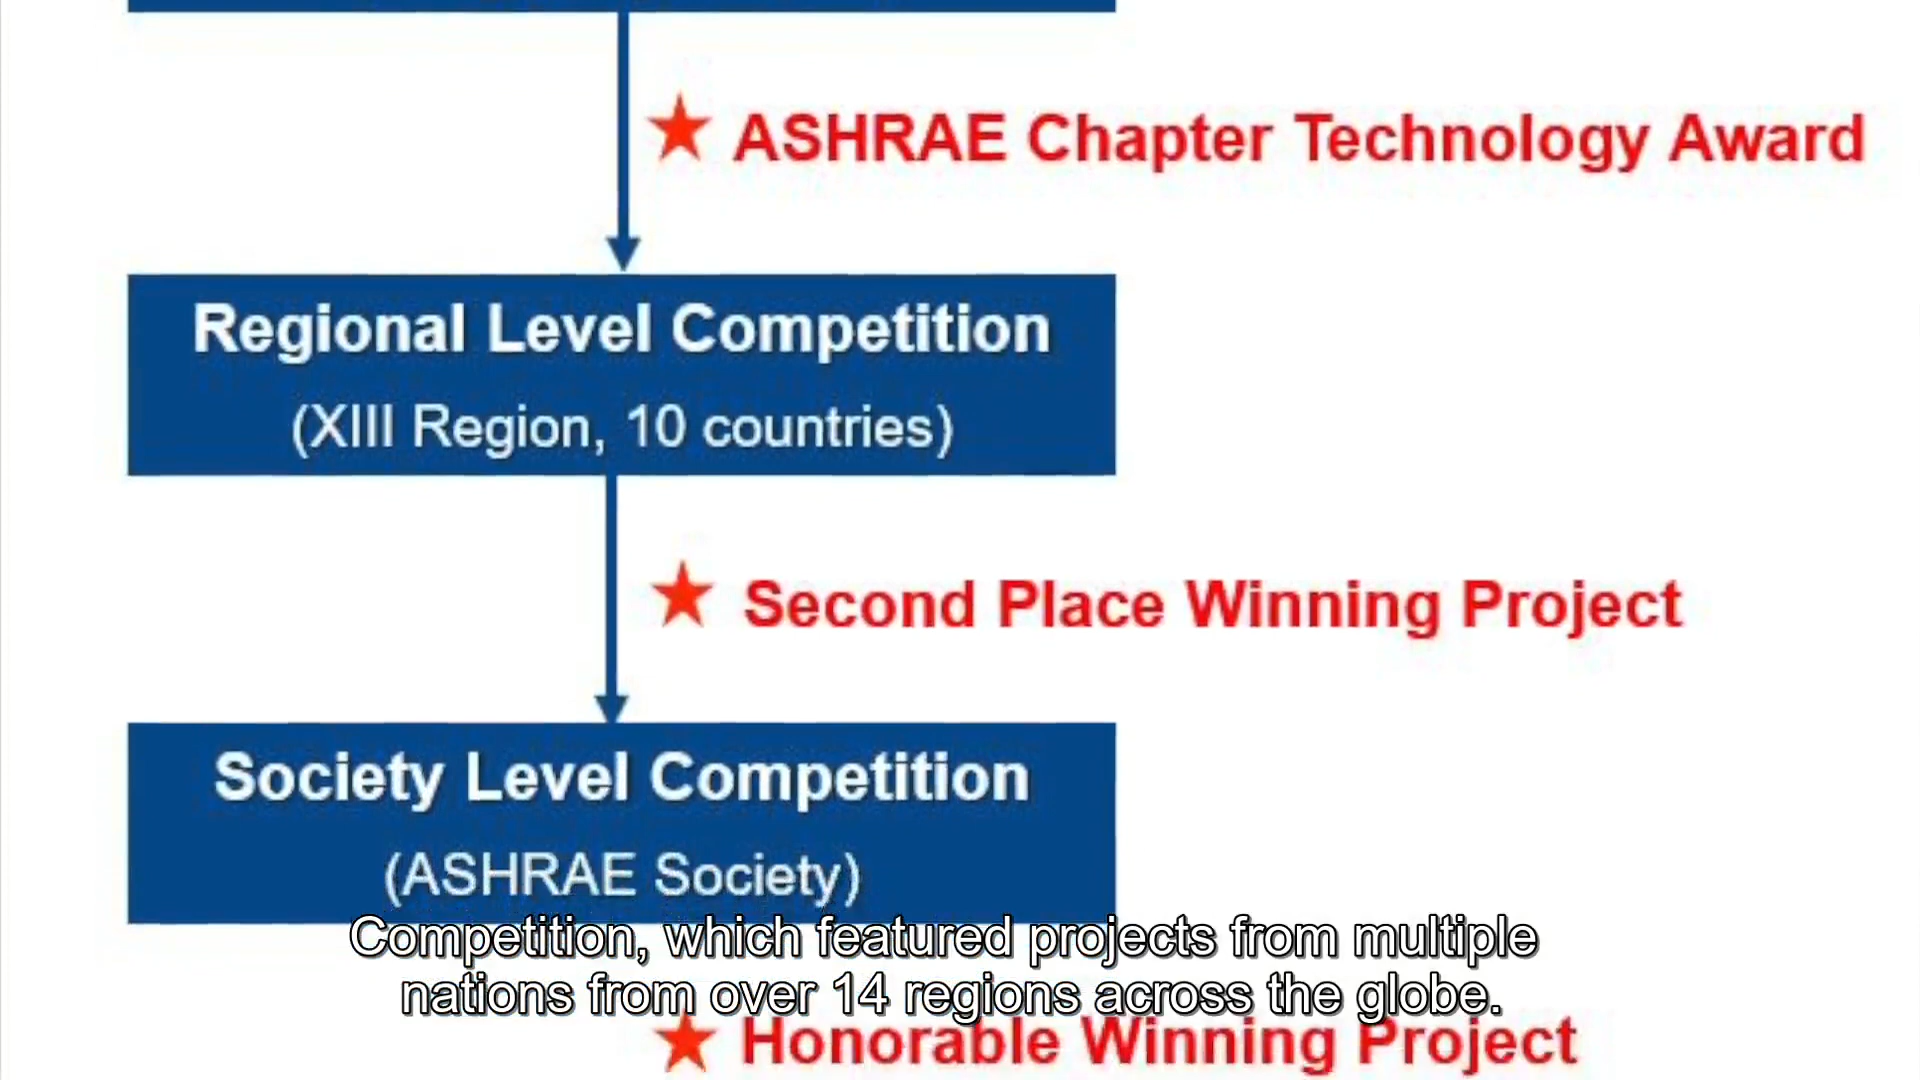 ASHRAE Chapter Technology Award
Regional Level Competition
(XIII Region, 10 countries)
Second Place Winning Project
Society Level Competition
(ASHRAE Society)
Competition, which featured projects from multiple
nations from over 14 regions across the globe.
Honorable Winning Project